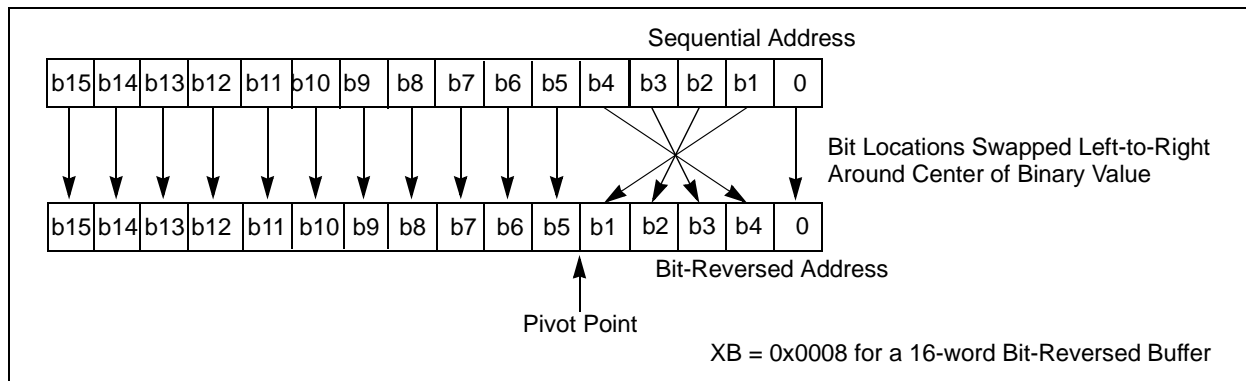 Sequential Address
b15 b14 b13 b12 b11 b10 b9 b8 b7 b6 b5 b4 b3 b2 b1 0
Bit Locations Swapped Left-to-Right
Around Center of Binary Value
b15 b14 b13 b12 b11 b10 b9 b8 b7 b6 b5 b1 b2 b3 b4 0
Bit-Reversed Address
Pivot Point
XB = 0x0008 for a 16-word Bit-Reversed Buffer